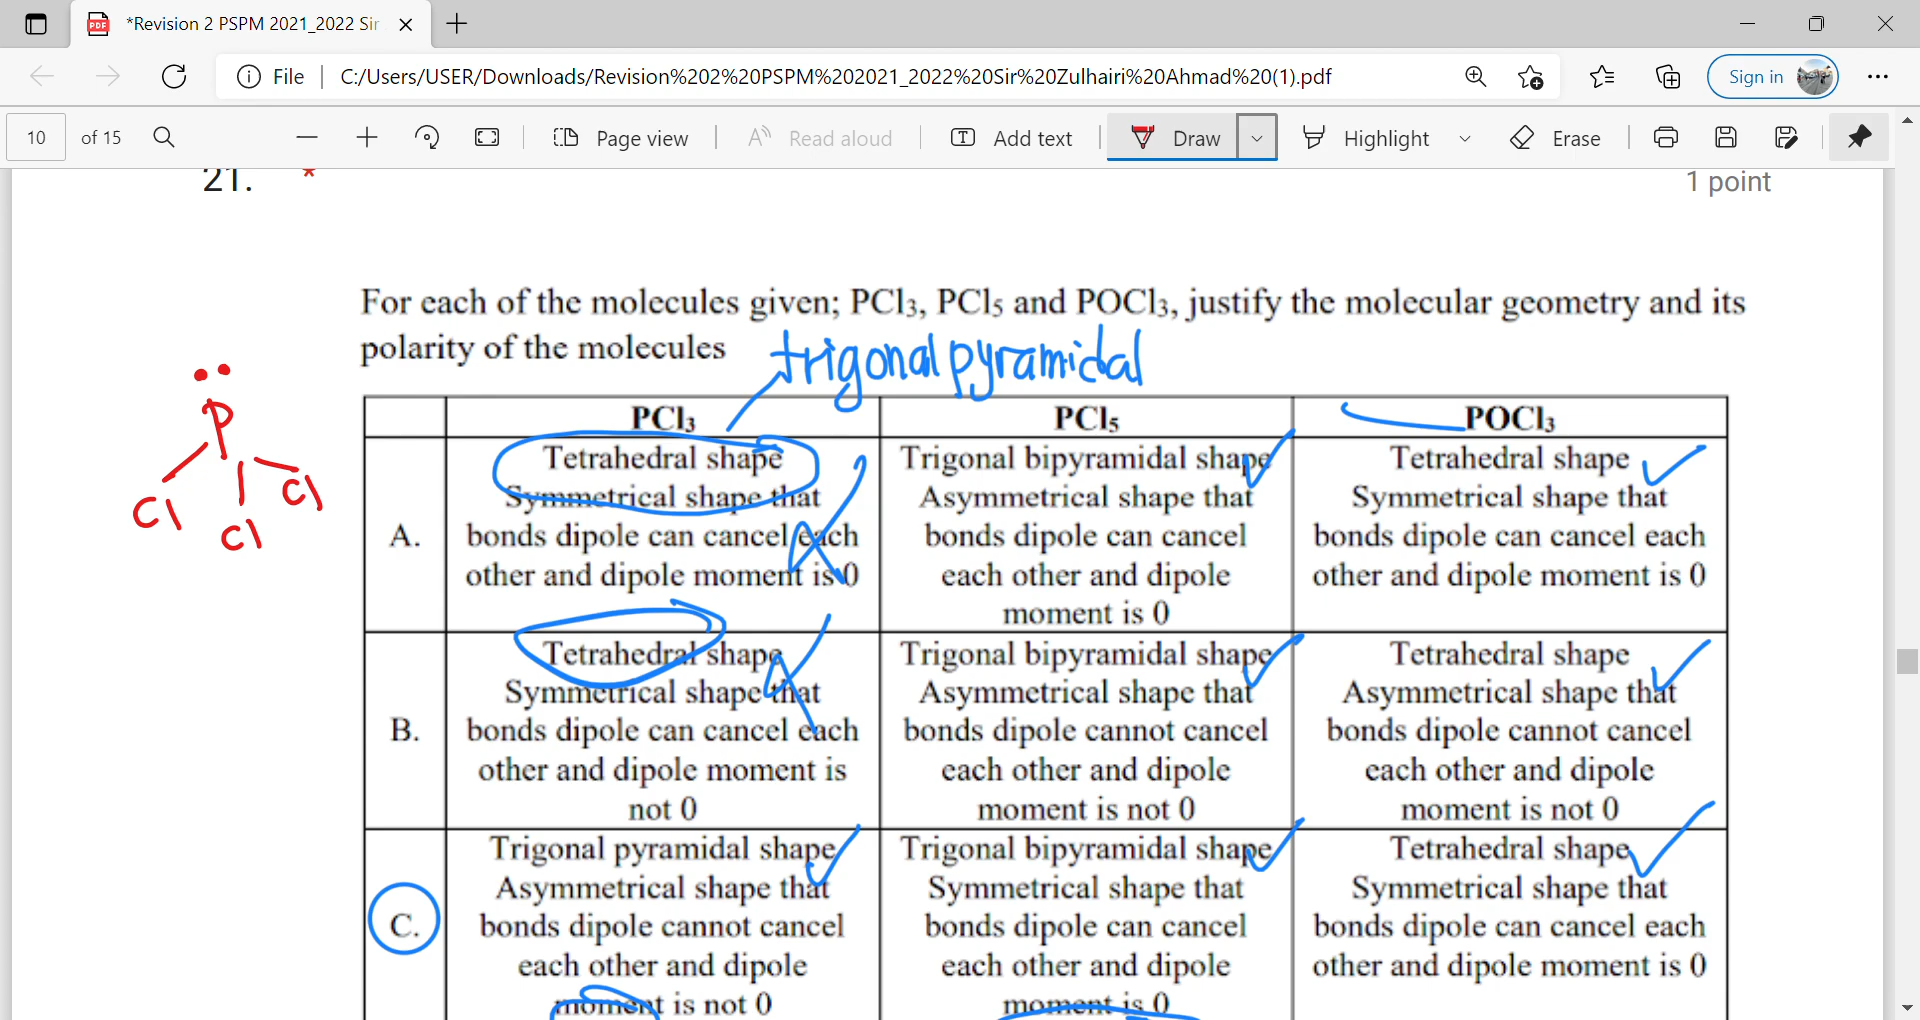 *Revision 2 PSPM 2021_2022 Sir
File
C:/Users/USER/Downloads/Revision%202%20PSPM%202021_2022%20Sir%20Zulhairi%20Ahmad%20(1).pdf
Sign in
10 of 15
Page view
Read aloud
Add text
Draw
Highlight
Erase
21. *
1 point
For each of the molecules given; PCl₃, PCl₅ and POCl₃, justify the molecular geometry and its
polarity of the molecules
trigonal pyramidal
P
Cl
Cl
Cl
PCl₃
PCl₅
POCl₃
A.
Tetrahedral shape
Symmetrical shape that
bonds dipole can cancel each
other and dipole moment is 0
Trigonal bipyramidal shape
Asymmetrical shape that
bonds dipole can cancel
each other and dipole
moment is 0
Tetrahedral shape
Symmetrical shape that
bonds dipole can cancel each
other and dipole moment is 0
B.
Tetrahedral shape
Symmetrical shape that
bonds dipole can cancel each
other and dipole moment is
not 0
Trigonal bipyramidal shape
Asymmetrical shape that
bonds dipole cannot cancel
each other and dipole
moment is not 0
Tetrahedral shape
Asymmetrical shape that
bonds dipole cannot cancel
each other and dipole
moment is not 0
C.
Trigonal pyramidal shape
Asymmetrical shape that
bonds dipole cannot cancel
each other and dipole
moment is not 0
Trigonal bipyramidal shape
Symmetrical shape that
bonds dipole can cancel
each other and dipole
moment is 0
Tetrahedral shape
Symmetrical shape that
bonds dipole can cancel each
other and dipole moment is 0